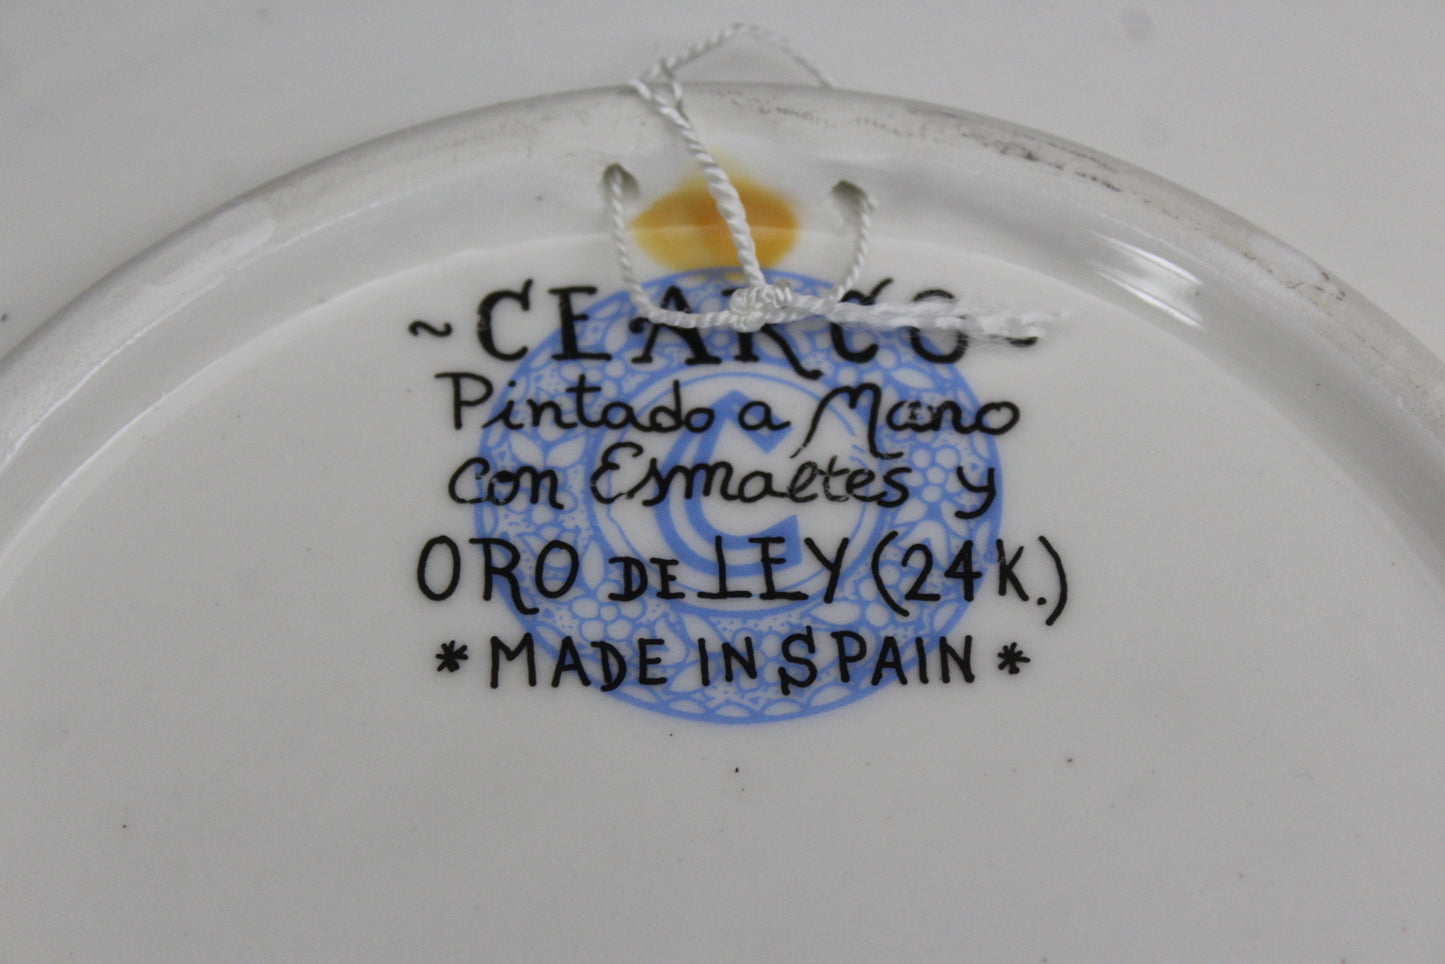 ~ CEARCO ~
Pintado a Mano
con Esmaltes y
ORO DE LEY (24K.)
* MADE IN SPAIN *
C